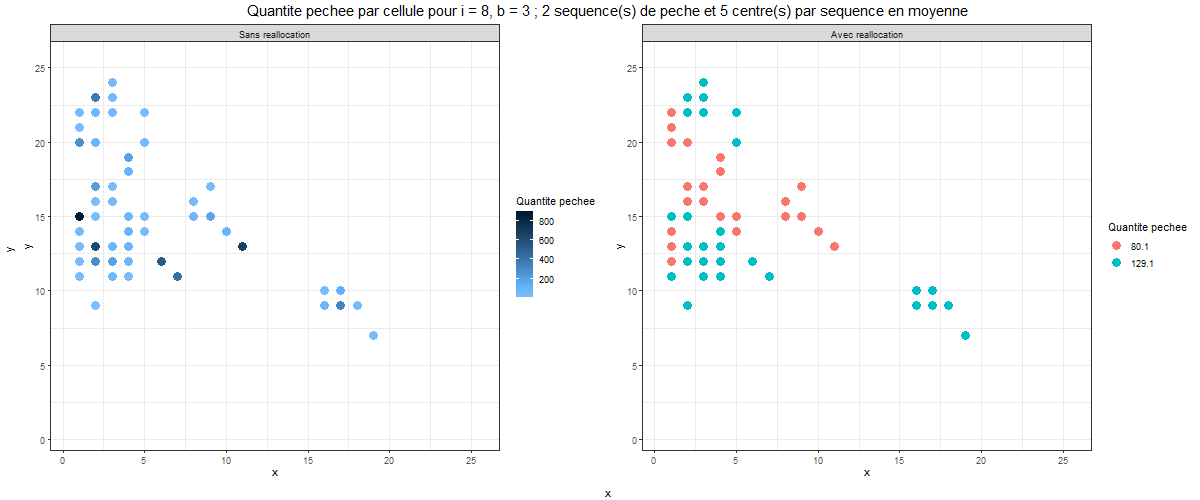 Quantite pechee par cellule pour i = 8, b = 3 ; 2 sequence(s) de peche et 5 centre(s) par sequence en moyenne
Sans reallocation
25
20
15
10
5
0
y
y
0 5 10 15 20 25
x
Quantite pechee
800
600
400
200
Avec reallocation
25
20
15
10
5
0
y
0 5 10 15 20 25
x
Quantite pechee
80.1
129.1
x